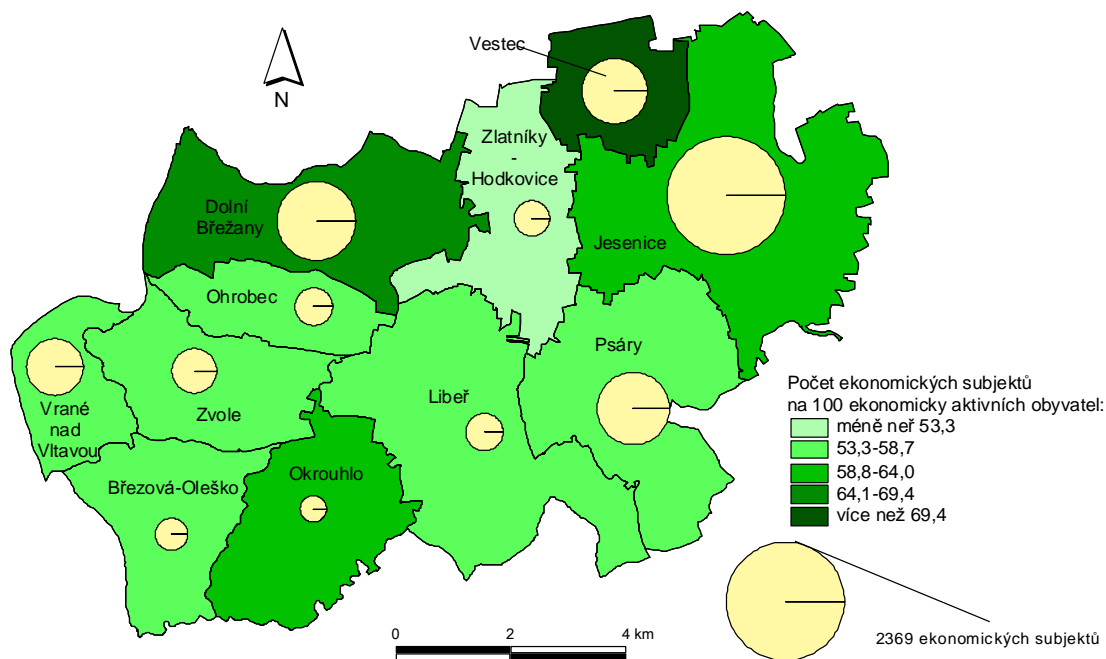 Vestec
N
Zlatníky
-
Hodkovice
Dolní
Břežany
Jesenice
Ohrobec
Psáry
Libeř
Zvole
Vrané
nad
Vltavou
Okrouhlo
Březová-Oleško
Počet ekonomických subjektů
na 100 ekonomicky aktivních obyvatel:
méně neř 53,3
53,3-58,7
58,8-64,0
64,1-69,4
více než 69,4
0 2 4 km
2369 ekonomických subjektů